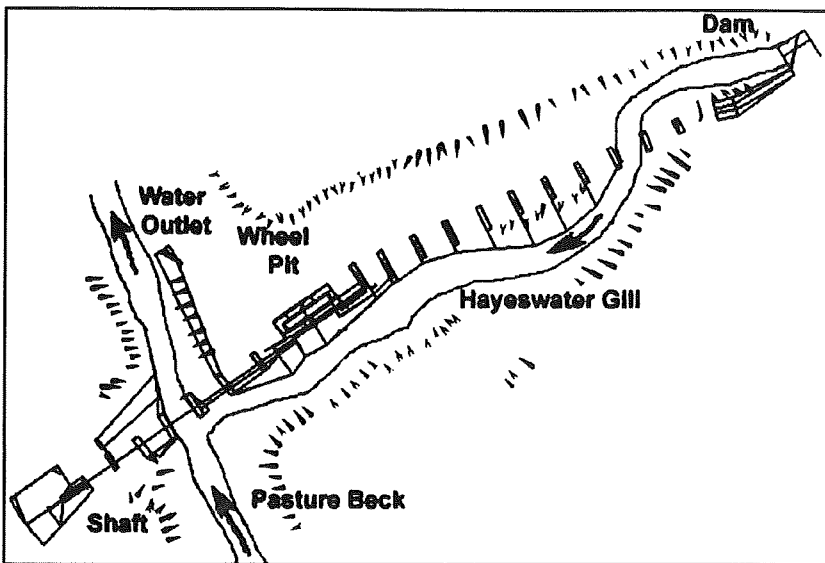 Dam
Water
Outlet
Wheel
Pit
Hayeswater Gill
Pasture Beck
Shaft